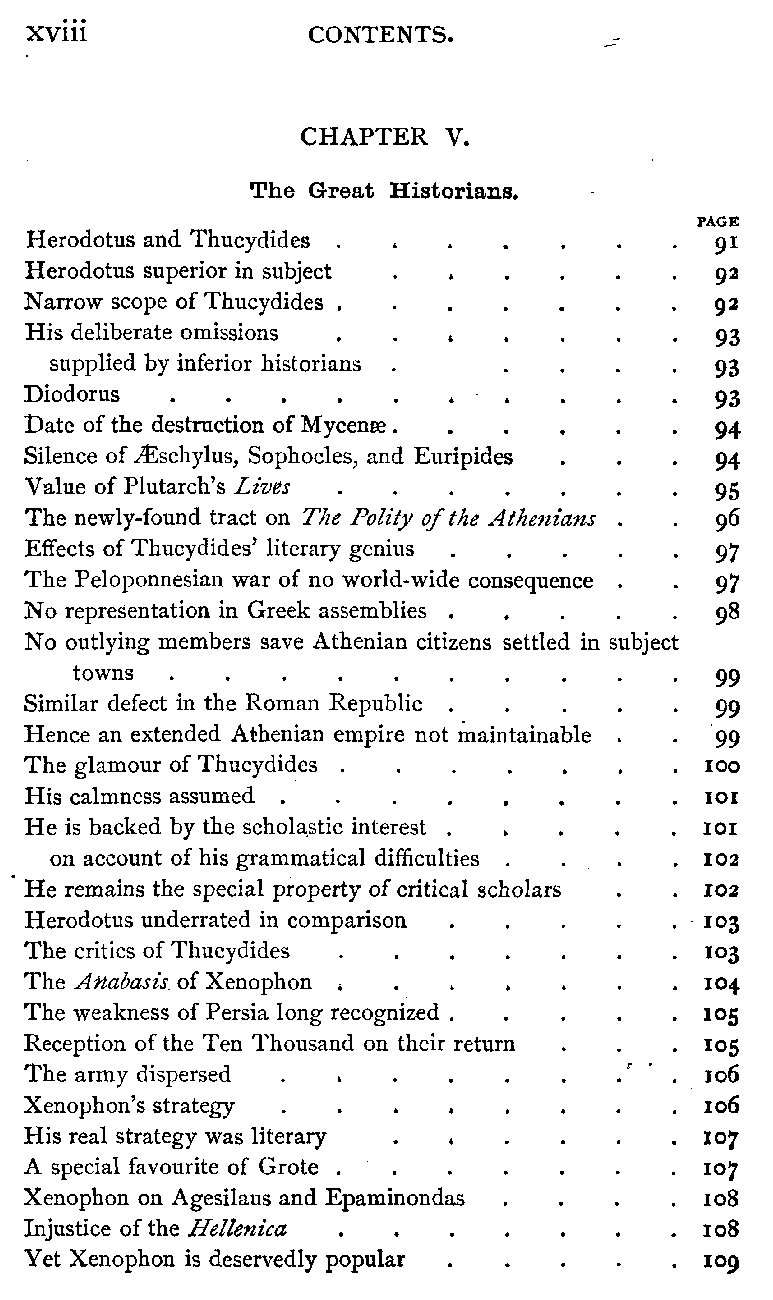 xviii CONTENTS.
CHAPTER V.
The Great Historians.
PAGE
Herodotus and Thucydides . . . . . . . 91
Herodotus superior in subject . . . . . . 92
Narrow scope of Thucydides . . . . . . . 92
His deliberate omissions . . . . . . . 93
supplied by inferior historians . . . . . 93
Diodorus . . . . . . . . . . 93
Date of the destruction of Mycenæ . . . . . . 94
Silence of Æschylus, Sophocles, and Euripides . . . 94
Value of Plutarch's Lives . . . . . . . 95
The newly-found tract on The Polity of the Athenians . . 96
Effects of Thucydides' literary genius . . . . . 97
The Peloponnesian war of no world-wide consequence . . 97
No representation in Greek assemblies . . . . . 98
No outlying members save Athenian citizens settled in subject
towns . . . . . . . . . . 99
Similar defect in the Roman Republic . . . . . 99
Hence an extended Athenian empire not maintainable . . 99
The glamour of Thucydides . . . . . . . 100
His calmness assumed . . . . . . . . 101
He is backed by the scholastic interest . . . . . 101
on account of his grammatical difficulties . . . . 102
He remains the special property of critical scholars . . 102
Herodotus underrated in comparison . . . . . 103
The critics of Thucydides . . . . . . . 103
The Anabasis of Xenophon . . . . . . . 104
The weakness of Persia long recognized . . . . . 105
Reception of the Ten Thousand on their return . . . 105
The army dispersed . . . . . . . . 106
Xenophon's strategy . . . . . . . . 106
His real strategy was literary . . . . . . 107
A special favourite of Grote . . . . . . . 107
Xenophon on Agesilaus and Epaminondas . . . . 108
Injustice of the Hellenica . . . . . . . 108
Yet Xenophon is deservedly popular . . . . . 109